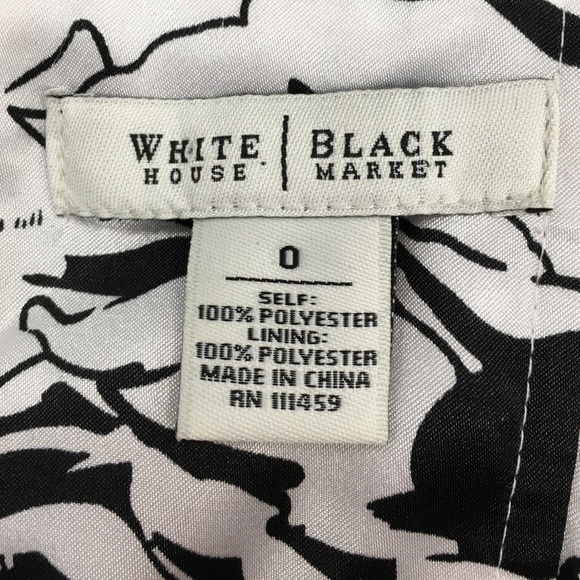 WHITE | BLACK
HOUSE | MARKET
0
SELF:
100% POLYESTER
LINING:
100% POLYESTER
MADE IN CHINA
RN 111459